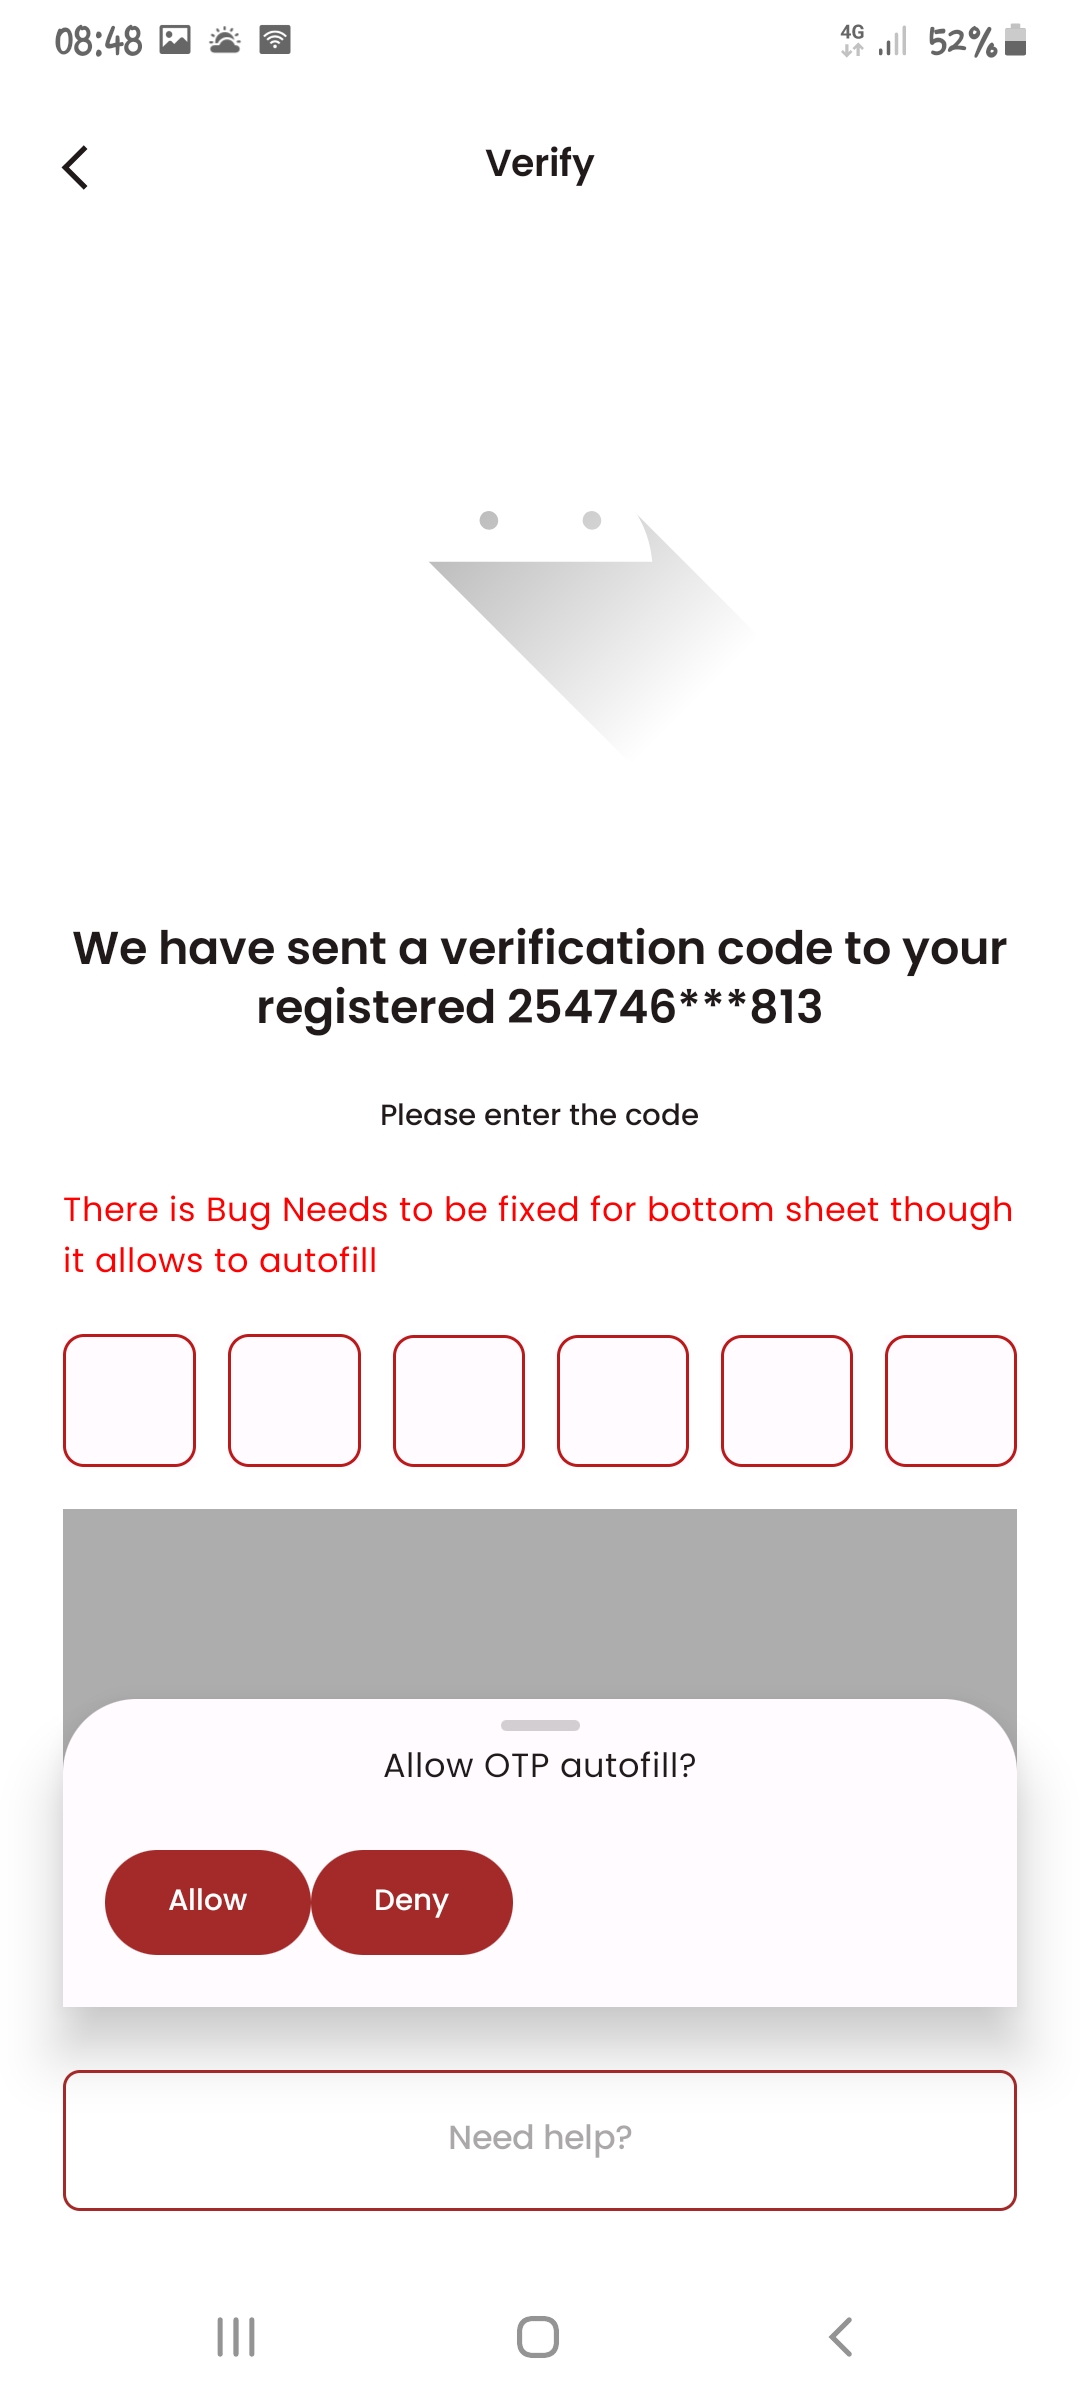 08:48
4G
52%
Verify
We have sent a verification code to your
registered 254746***813
Please enter the code
There is Bug Needs to be fixed for bottom sheet though
it allows to autofill
Allow OTP autofill?
Allow
Deny
Need help?